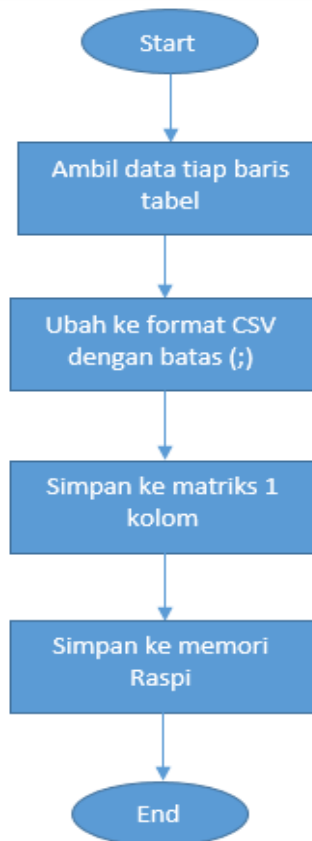 Start
Ambil data tiap baris
tabel
Ubah ke format CSV
dengan batas (;)
Simpan ke matriks 1
kolom
Simpan ke memori
Raspi
End